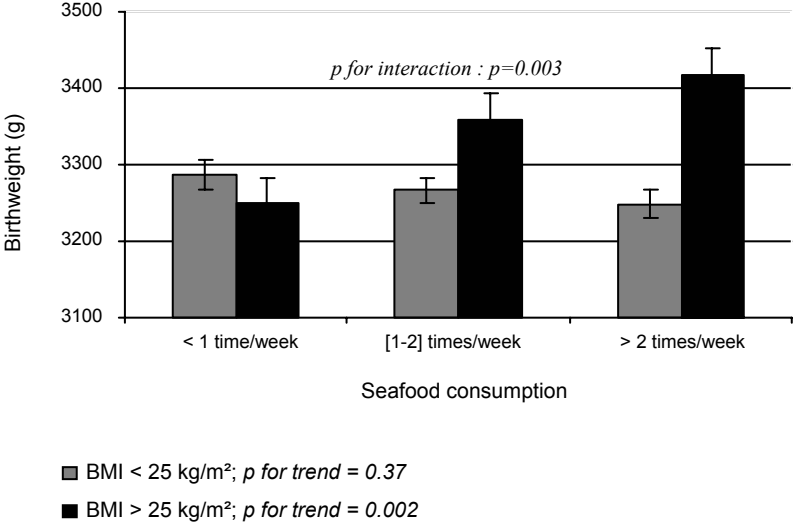 3500
p for interaction : p=0.003
3400
3300
3200
3100
Birthweight (g)
< 1 time/week
[1-2] times/week
> 2 times/week
Seafood consumption
BMI < 25 kg/m²; p for trend = 0.37
BMI > 25 kg/m²; p for trend = 0.002